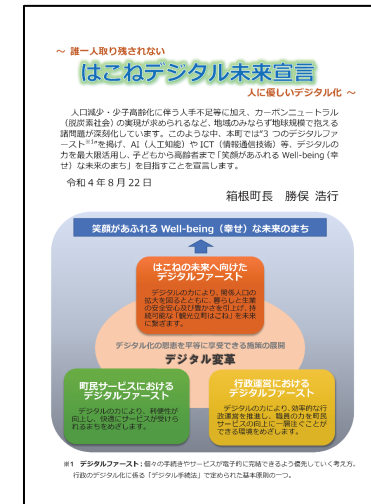 ～ 誰一人取り残されない
はこねデジタル未来宣言
人に優しいデジタル化 ～
人口減少・少子高齢化に伴う人手不足等に加え、カーボンニュートラル
（脱炭素社会）の実現が求められるなど、地域のみならず地球規模で抱える
諸問題が深刻化しています。このような中、本町では“3 つのデジタルファ
ースト※1”を掲げ、AI（人工知能）や ICT（情報通信技術）等、デジタルの
力を最大限活用し、子どもから高齢者まで「笑顔があふれる Well-being（幸
せ）な未来のまち」を目指すことを宣言します。
令和 4 年 8 月 22 日
箱根町長 勝俣 浩行
笑顔があふれる Well-being（幸せ）な未来のまち
はこねの未来へ向けた
デジタルファースト
デジタルの力により、関係人口の
拡大を図るとともに、暮らしと生業
の安全安心及び豊かさを引上げ、持
続可能な「観光立町はこね」を未来
に繋ぎます。
デジタル化の恩恵を平等に享受できる施策の展開
デジタル変革
町民サービスにおける
デジタルファースト
デジタルの力により、利便性が
向上し、快適にサービスが受けら
れるまちをめざします。
行政運営における
デジタルファースト
デジタルの力により、効率的な行
政運営を推進し、職員の力を町民
サービスの向上に一層注ぐことが
できる環境をめざします。
※1 デジタルファースト：個々の手続きやサービスが電子的に完結できるよう優先していく考え方。
行政のデジタル化に係る「デジタル手続法」で定められた基本原則の一つ。